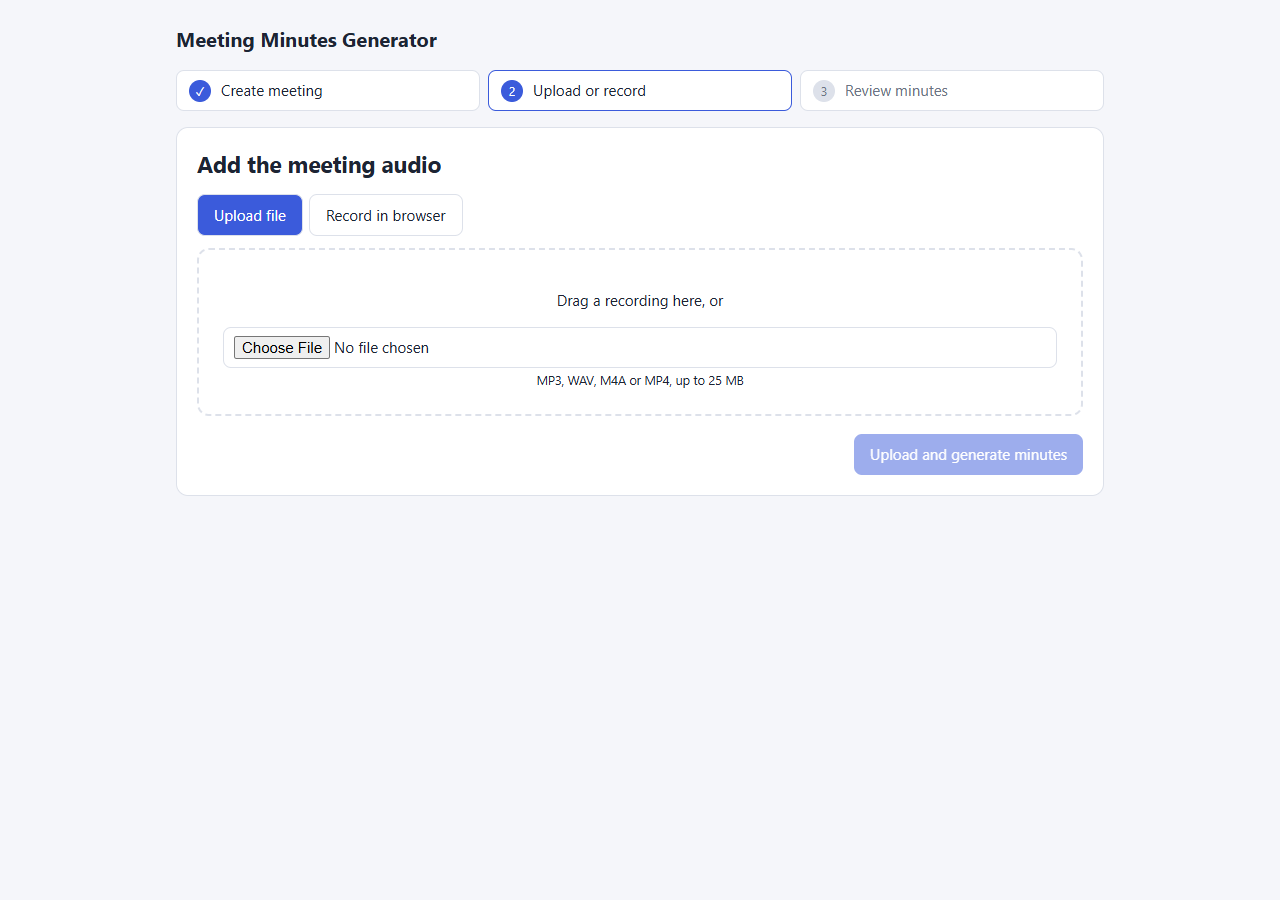 Meeting Minutes Generator
✓ Create meeting
2 Upload or record
3 Review minutes
Add the meeting audio
Upload file
Record in browser
Drag a recording here, or
Choose File No file chosen
MP3, WAV, M4A or MP4, up to 25 MB
Upload and generate minutes